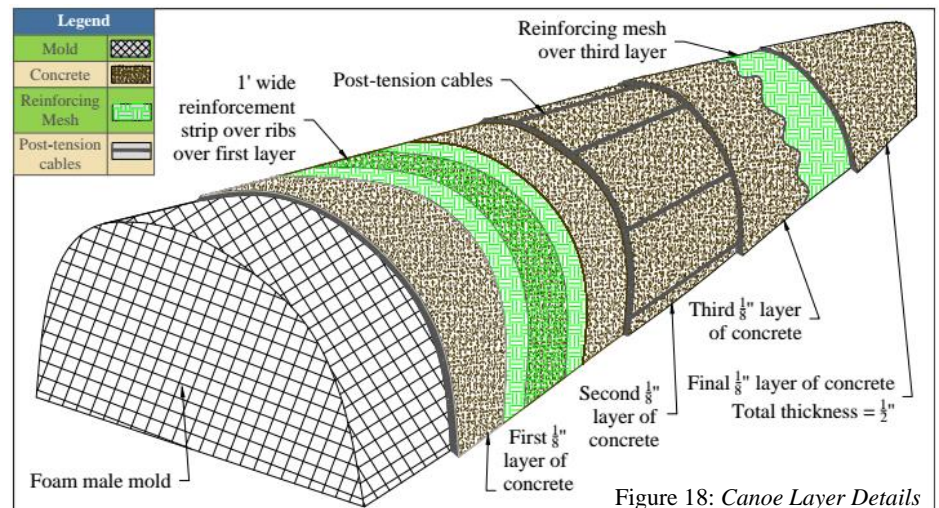 Legend
Mold
Concrete
Reinforcing
Mesh
Post-tension
cables
1' wide
reinforcement
strip over ribs
over first layer
Post-tension cables
Reinforcing mesh
over third layer
Foam male mold
First ⅛"
layer of
concrete
Second ⅛"
layer of
concrete
Third ⅛" layer
of concrete
Final ⅛" layer of concrete
Total thickness = ½"
Figure 18: Canoe Layer Details